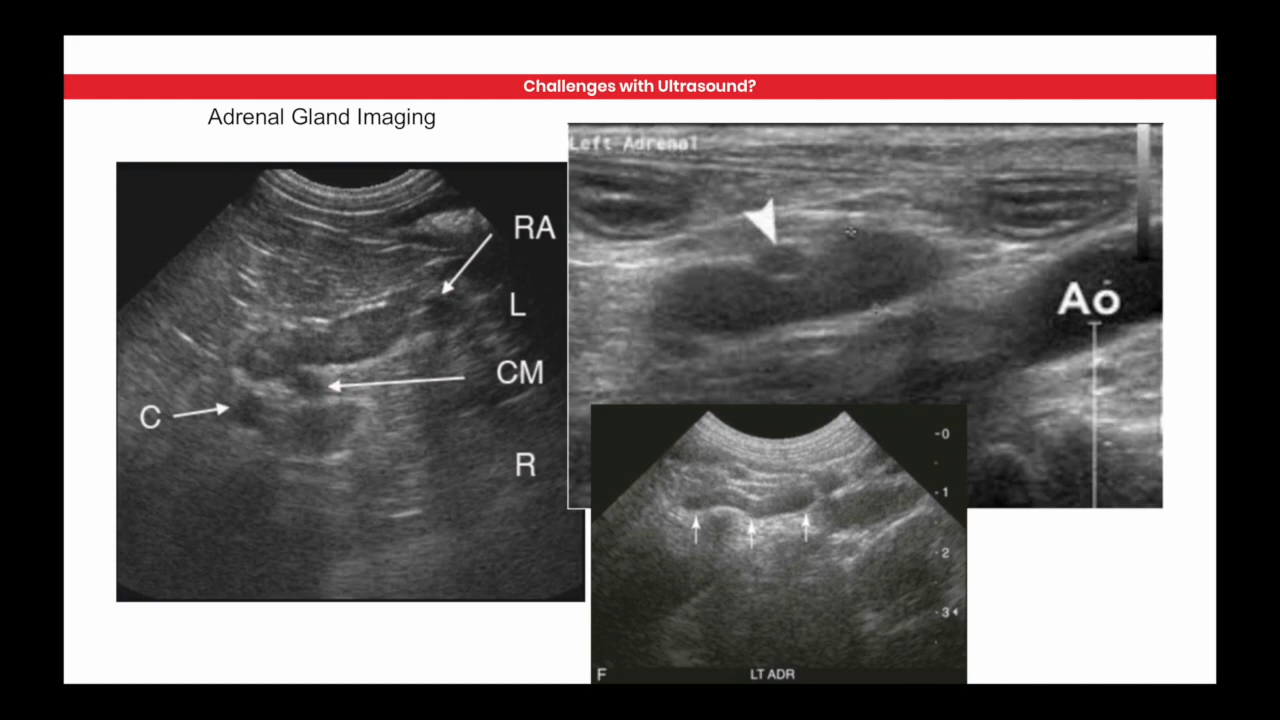 Challenges with Ultrasound?
Adrenal Gland Imaging
RA
L
CM
C
R
Left Adrenal
Ao
-0
-1
-2
-3
F
LT ADR